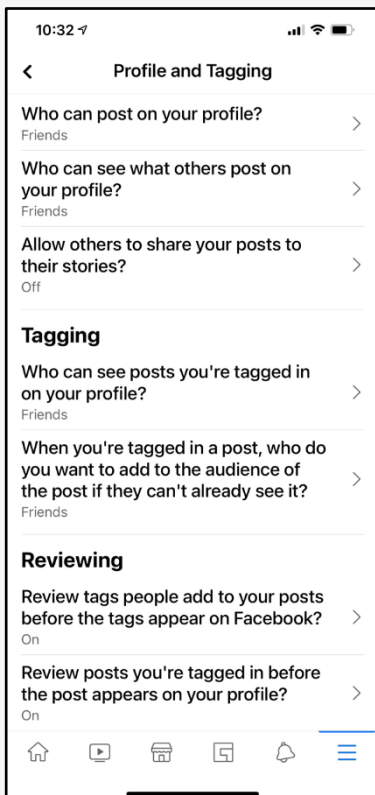 10:32
Profile and Tagging
Who can post on your profile?
Friends
Who can see what others post on
your profile?
Friends
Allow others to share your posts to
their stories?
Off
Tagging
Who can see posts you're tagged in
on your profile?
Friends
When you're tagged in a post, who do
you want to add to the audience of
the post if they can't already see it?
Friends
Reviewing
Review tags people add to your posts
before the tags appear on Facebook?
On
Review posts you're tagged in before
the post appears on your profile?
On